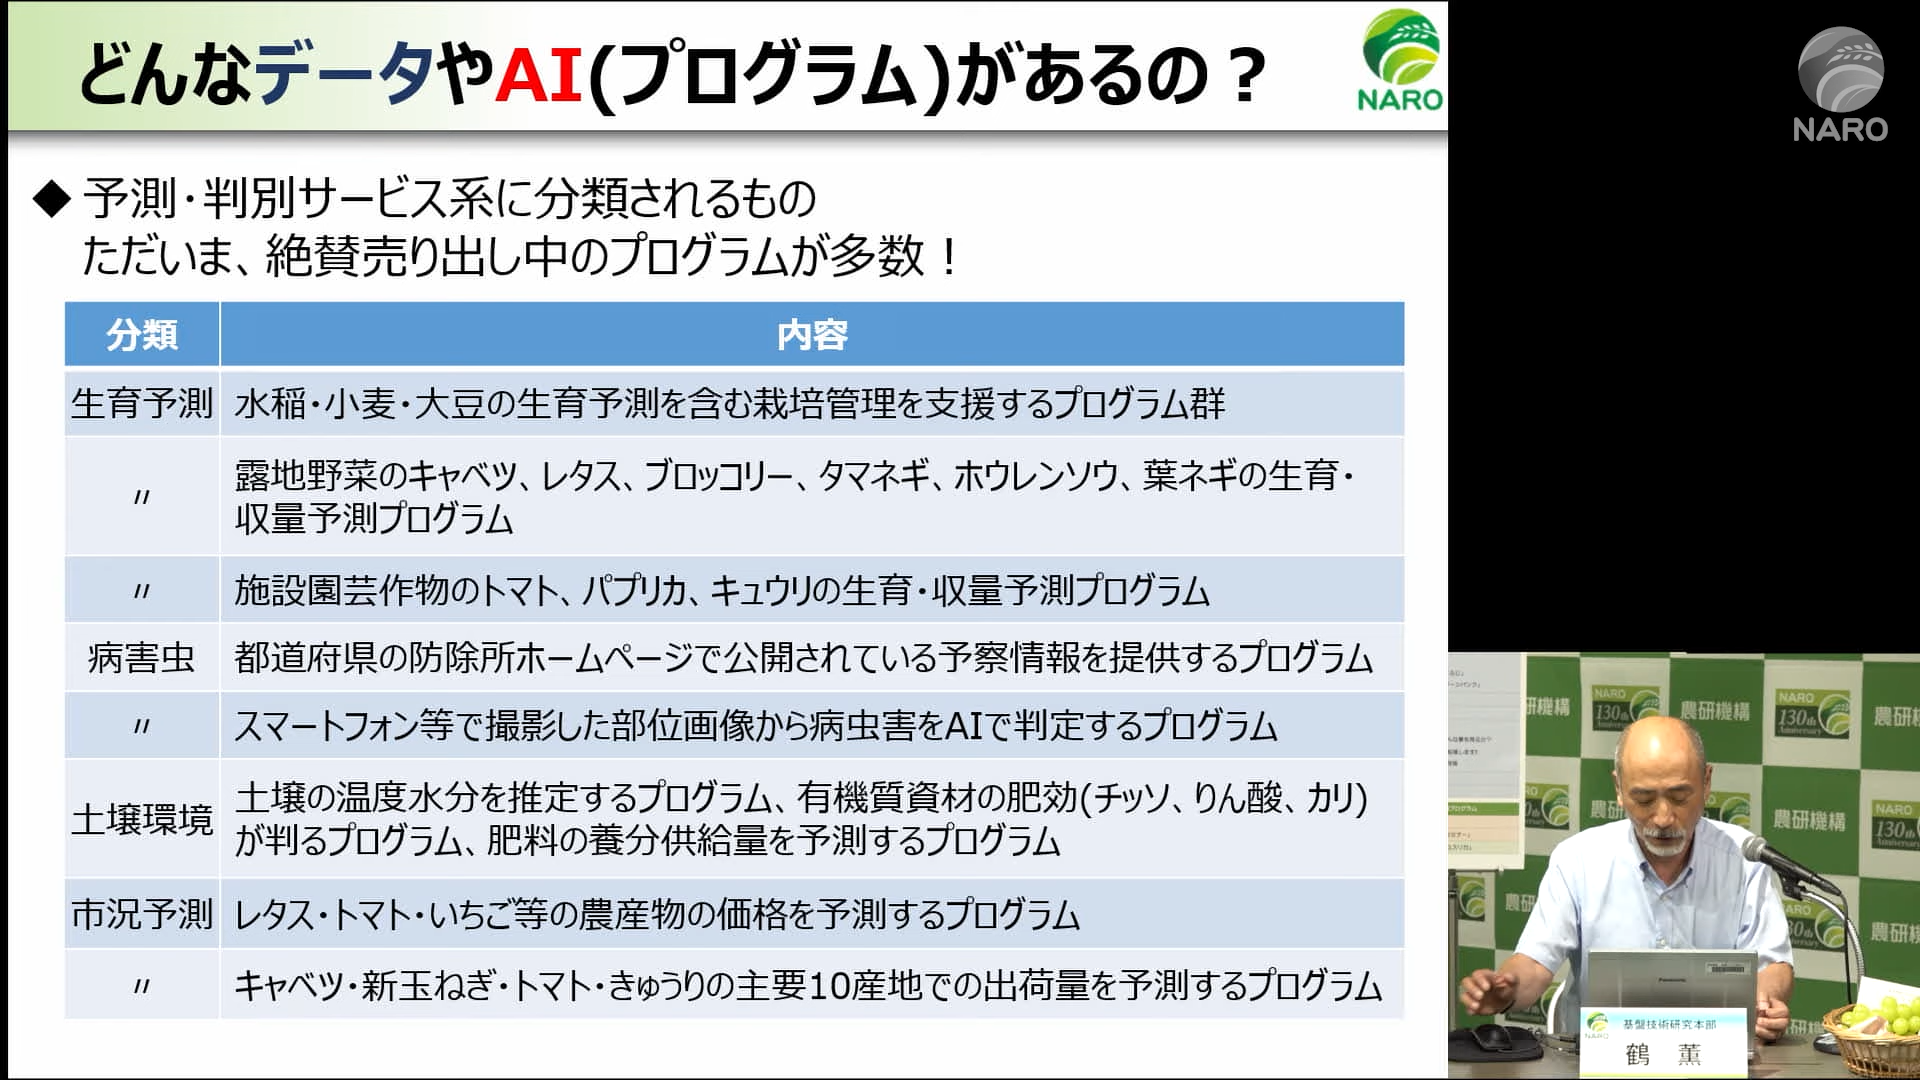 どんなデータやAI(プログラム)があるの？
NARO
NARO
◆予測・判別サービス系に分類されるもの
ただいま、絶賛売り出し中のプログラムが多数！
分類 内容
生育予測 水稲・小麦・大豆の生育予測を含む栽培管理を支援するプログラム群
〃 露地野菜のキャベツ、レタス、ブロッコリー、タマネギ、ホウレンソウ、葉ネギの生育・
収量予測プログラム
〃 施設園芸作物のトマト、パプリカ、キュウリの生育・収量予測プログラム
病害虫 都道府県の防除所ホームページで公開されている予察情報を提供するプログラム
〃 スマートフォン等で撮影した部位画像から病虫害をAIで判定するプログラム
土壌環境 土壌の温度水分を推定するプログラム、有機質資材の肥効(チッソ、りん酸、カリ)
が判るプログラム、肥料の養分供給量を予測するプログラム
市況予測 レタス・トマト・いちご等の農産物の価格を予測するプログラム
〃 キャベツ・新玉ねぎ・トマト・きゅうりの主要10産地での出荷量を予測するプログラム
研機構
NARO
130th
Anniversary
農研機構
NARO
130th
Anniversary
農研機
農研機構
NARO
130th
農研機
Panasonic
NARO
基盤技術研究本部
鶴 薫